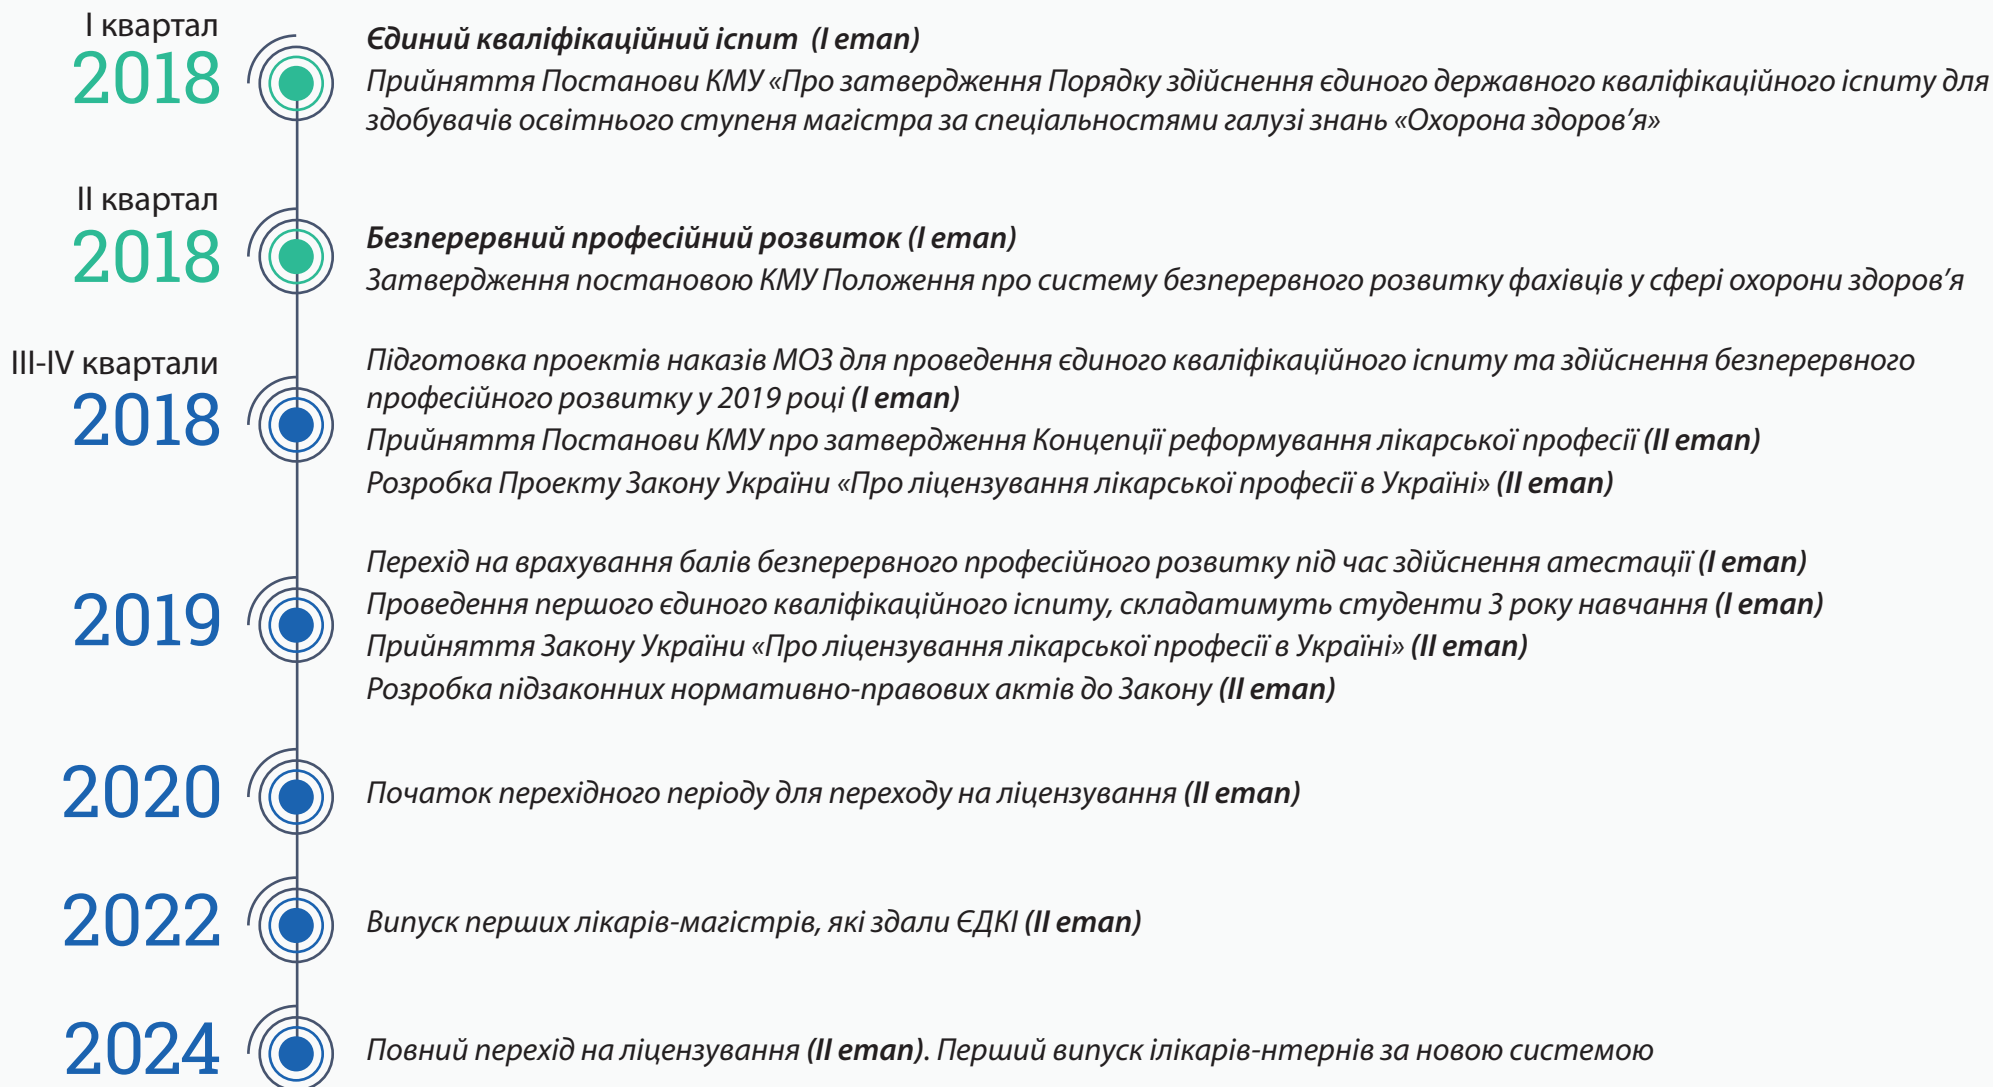 І квартал
2018
Єдиний кваліфікаційний іспит (І етап)
Прийняття Постанови КМУ «Про затвердження Порядку здійснення єдиного державного кваліфікаційного іспиту для
здобувачів освітнього ступеня магістра за спеціальностями галузі знань «Охорона здоров’я»
ІІ квартал
2018
Безперервний професійний розвиток (І етап)
Затвердження постановою КМУ Положення про систему безперервного розвитку фахівців у сфері охорони здоров’я
ІІІ-IV квартали
2018
Підготовка проектів наказів МОЗ для проведення єдиного кваліфікаційного іспиту та здійснення безперервного
професійного розвитку у 2019 році (І етап)
Прийняття Постанови КМУ про затвердження Концепції реформування лікарської професії (ІІ етап)
Розробка Проекту Закону України «Про ліцензування лікарської професії в Україні» (ІІ етап)
2019
Перехід на врахування балів безперервного професійного розвитку під час здійснення атестації (І етап)
Проведення першого єдиного кваліфікаційного іспиту, складатимуть студенти 3 року навчання (І етап)
Прийняття Закону України «Про ліцензування лікарської професії в Україні» (ІІ етап)
Розробка підзаконних нормативно-правових актів до Закону (ІІ етап)
2020
Початок перехідного періоду для переходу на ліцензування (ІІ етап)
2022
Випуск перших лікарів-магістрів, які здали ЄДКІ (ІІ етап)
2024
Повний перехід на ліцензування (ІІ етап). Перший випуск ілікарів-нтернів за новою системою